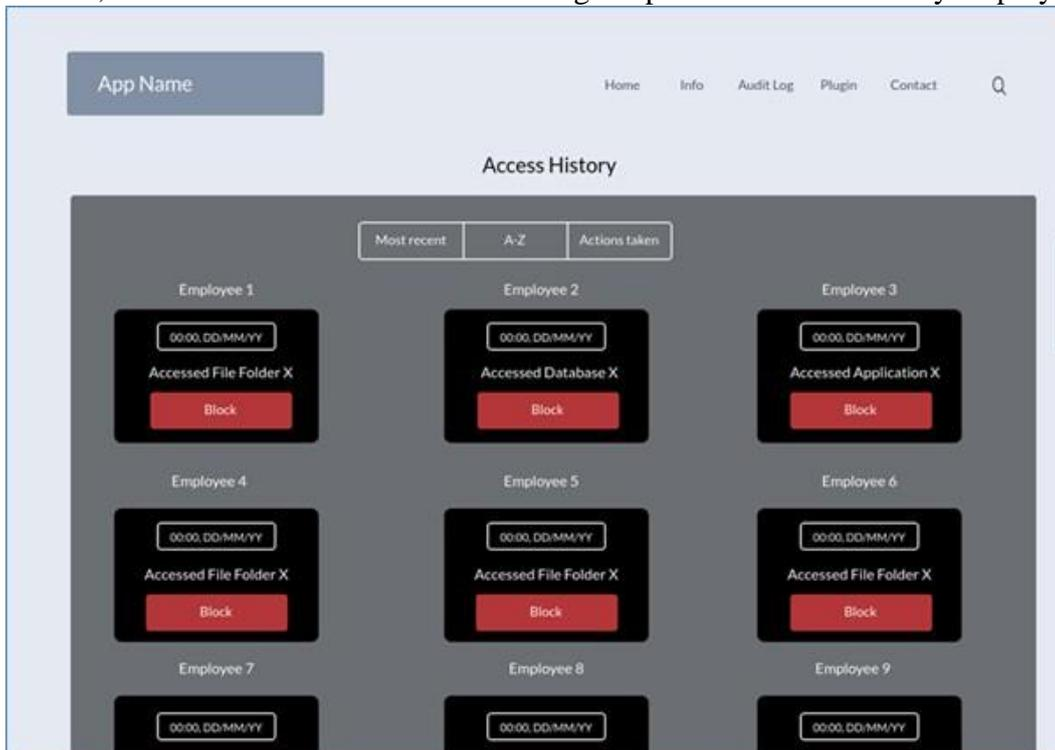 App Name
Home Info Audit Log Plugin Contact
Access History
Most recent A-Z Actions taken
Employee 1 Employee 2 Employee 3
00:00, DD/MM/YY 00:00, DD/MM/YY 00:00, DD/MM/YY
Accessed File Folder X Accessed Database X Accessed Application X
Block Block Block
Employee 4 Employee 5 Employee 6
00:00, DD/MM/YY 00:00, DD/MM/YY 00:00, DD/MM/YY
Accessed File Folder X Accessed File Folder X Accessed File Folder X
Block Block Block
Employee 7 Employee 8 Employee 9
00:00, DD/MM/YY 00:00, DD/MM/YY 00:00, DD/MM/YY